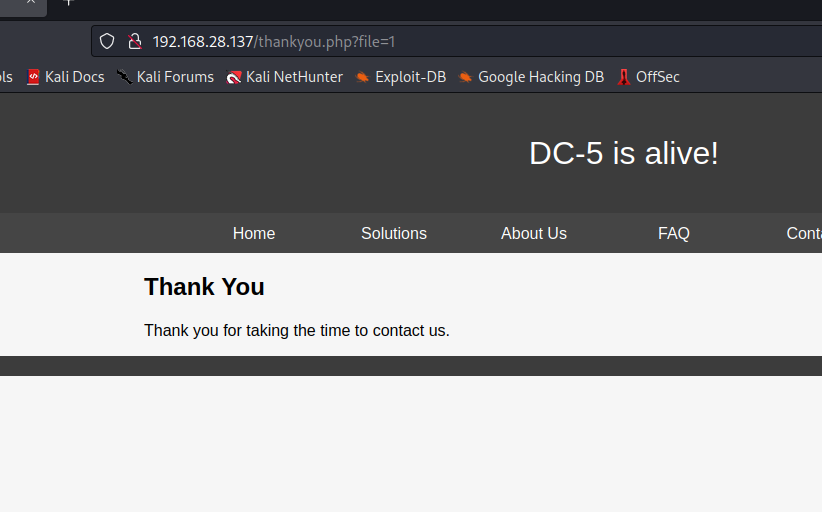 192.168.28.137/thankyou.php?file=1
ls Kali Docs Kali Forums Kali NetHunter Exploit-DB Google Hacking DB OffSec
DC-5 is alive!
Home Solutions About Us FAQ Conta
Thank You
Thank you for taking the time to contact us.